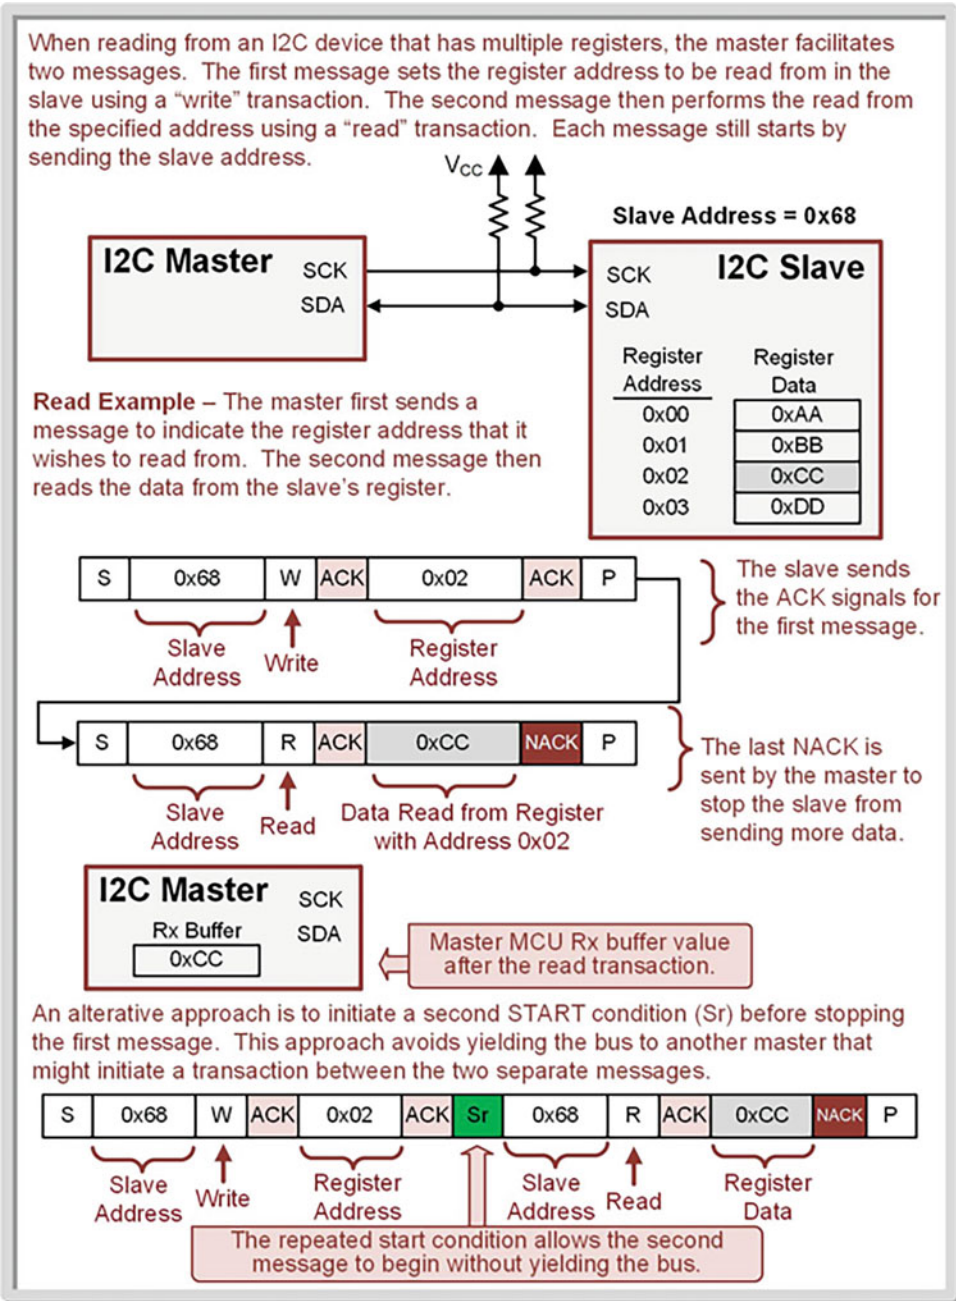 When reading from an I2C device that has multiple registers, the master facilitates
two messages. The first message sets the register address to be read from in the
slave using a “write” transaction. The second message then performs the read from
the specified address using a “read” transaction. Each message still starts by
sending the slave address.
VCC
Slave Address = 0x68
I2C Master
SCK
SDA
I2C Slave
SCK
SDA
Register Address
Register Data
0x00 0xAA
0x01 0xBB
0x02 0xCC
0x03 0xDD
Read Example – The master first sends a
message to indicate the register address that it
wishes to read from. The second message then
reads the data from the slave’s register.
S 0x68 W ACK 0x02 ACK P
Slave
Address
Write
Register
Address
The slave sends
the ACK signals for
the first message.
S 0x68 R ACK 0xCC NACK P
Slave
Address
Read
Data Read from Register
with Address 0x02
The last NACK is
sent by the master to
stop the slave from
sending more data.
I2C Master
SCK
SDA
Rx Buffer
0xCC
Master MCU Rx buffer value
after the read transaction.
An alterative approach is to initiate a second START condition (Sr) before stopping
the first message. This approach avoids yielding the bus to another master that
might initiate a transaction between the two separate messages.
S 0x68 W ACK 0x02 ACK Sr 0x68 R ACK 0xCC NACK P
Slave
Address
Write
Register
Address
Slave
Address
Read
Register
Data
The repeated start condition allows the second
message to begin without yielding the bus.